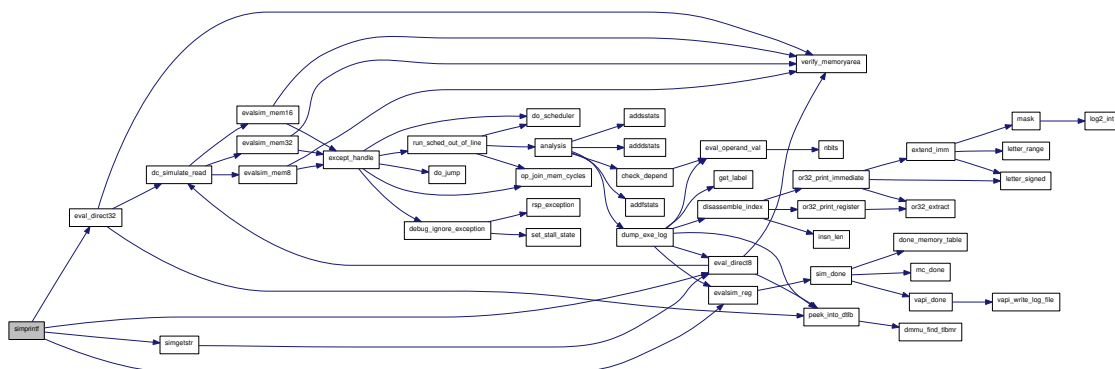 verify_memoryarea
evalsim_mem16
do_scheduler
addsstats
mask
log2_int
evalsim_mem32
run_sched_out_of_line
analysis
adddstats
eval_operand_val
nbits
extend_imm
letter_range
except_handle
dc_simulate_read
evalsim_mem8
do_jump
op_join_mem_cycles
check_depend
get_label
or32_print_immediate
letter_signed
eval_direct32
debug_ignore_exception
rsp_exception
set_stall_state
addfstats
disassemble_index
or32_print_register
or32_extract
dump_exe_log
insn_len
done_memory_table
eval_direct8
sim_done
mc_done
evalsim_reg
vapi_done
vapi_write_log_file
simprintf
simgetstr
peek_into_dtlb
dmmu_find_tlbmr